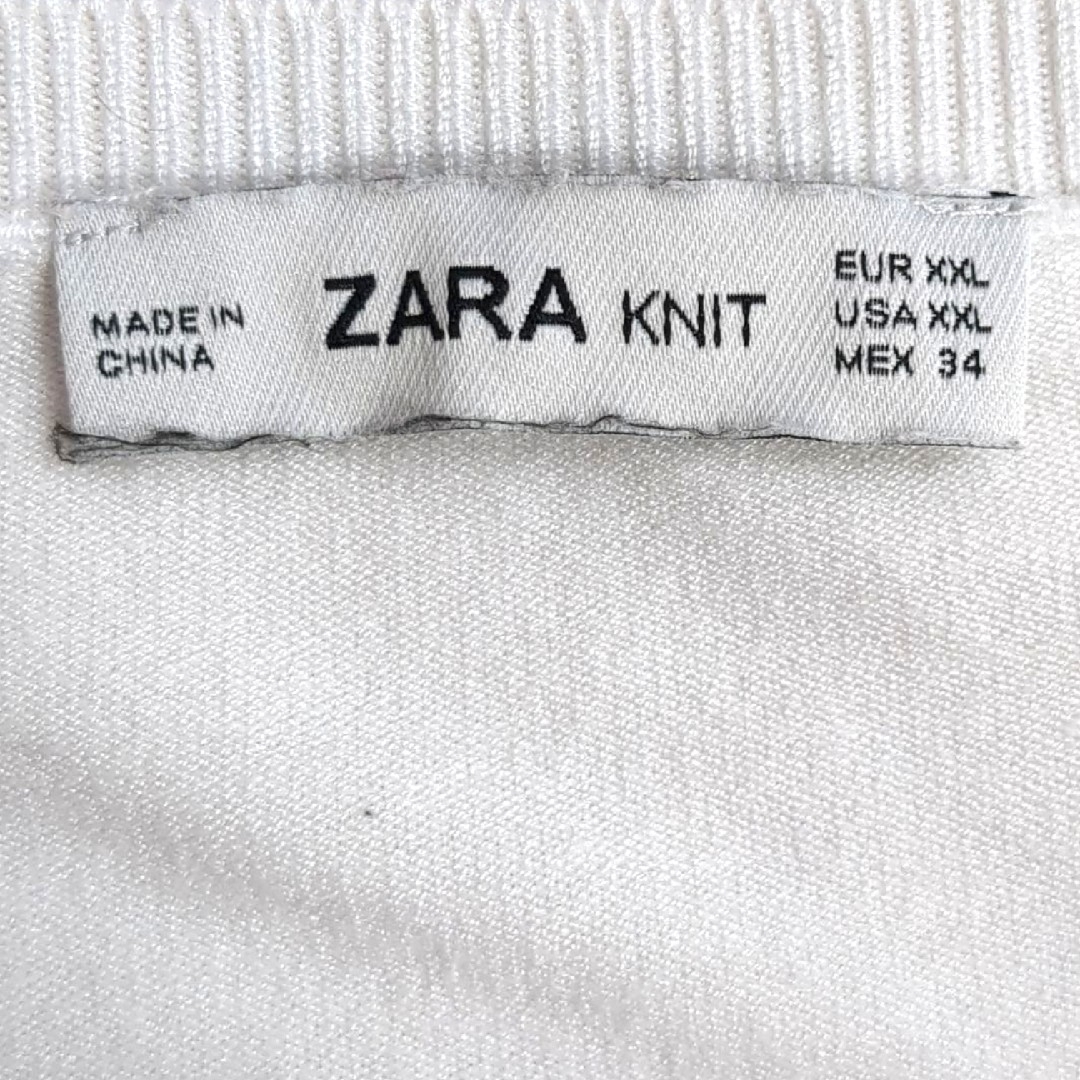 MADE IN
CHINA
ZARA KNIT
EUR XXL
USA XXL
MEX 34